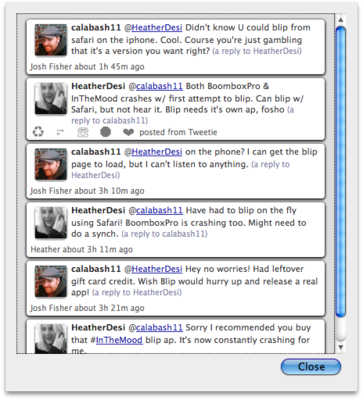 calabash11 @HeatherDesi Didn't know U could blip from
safari on the iphone. Cool. Course you're just gambling
that it's a version you want right? (a reply to HeatherDesi)
Josh Fisher about 1h 45m ago
HeatherDesi @calabash11 Both BoomboxPro &
InTheMood crashes w/ first attempt to blip. Can blip w/
Safari, but not hear it. Blip needs it's own ap, fosho (a
reply to calabash11)
posted from Tweetie
calabash11 @HeatherDesi on the phone? I can get the blip
page to load, but I can't listen to anything. (a reply to
HeatherDesi)
Josh Fisher about 3h 10m ago
HeatherDesi @calabash11 Have had to blip on the fly
using Safari! BoomboxPro is crashing too. Might need to
do a synch. (a reply to calabash11)
Heather about 3h 11m ago
calabash11 @HeatherDesi Hey no worries! Had leftover
gift card credit. Wish Blip would hurry up and release a real
app! (a reply to HeatherDesi)
Josh Fisher about 3h 21m ago
HeatherDesi @calabash11 Sorry I recommended you buy
that #InTheMood blip ap. It's now constantly crashing for
me.
Close